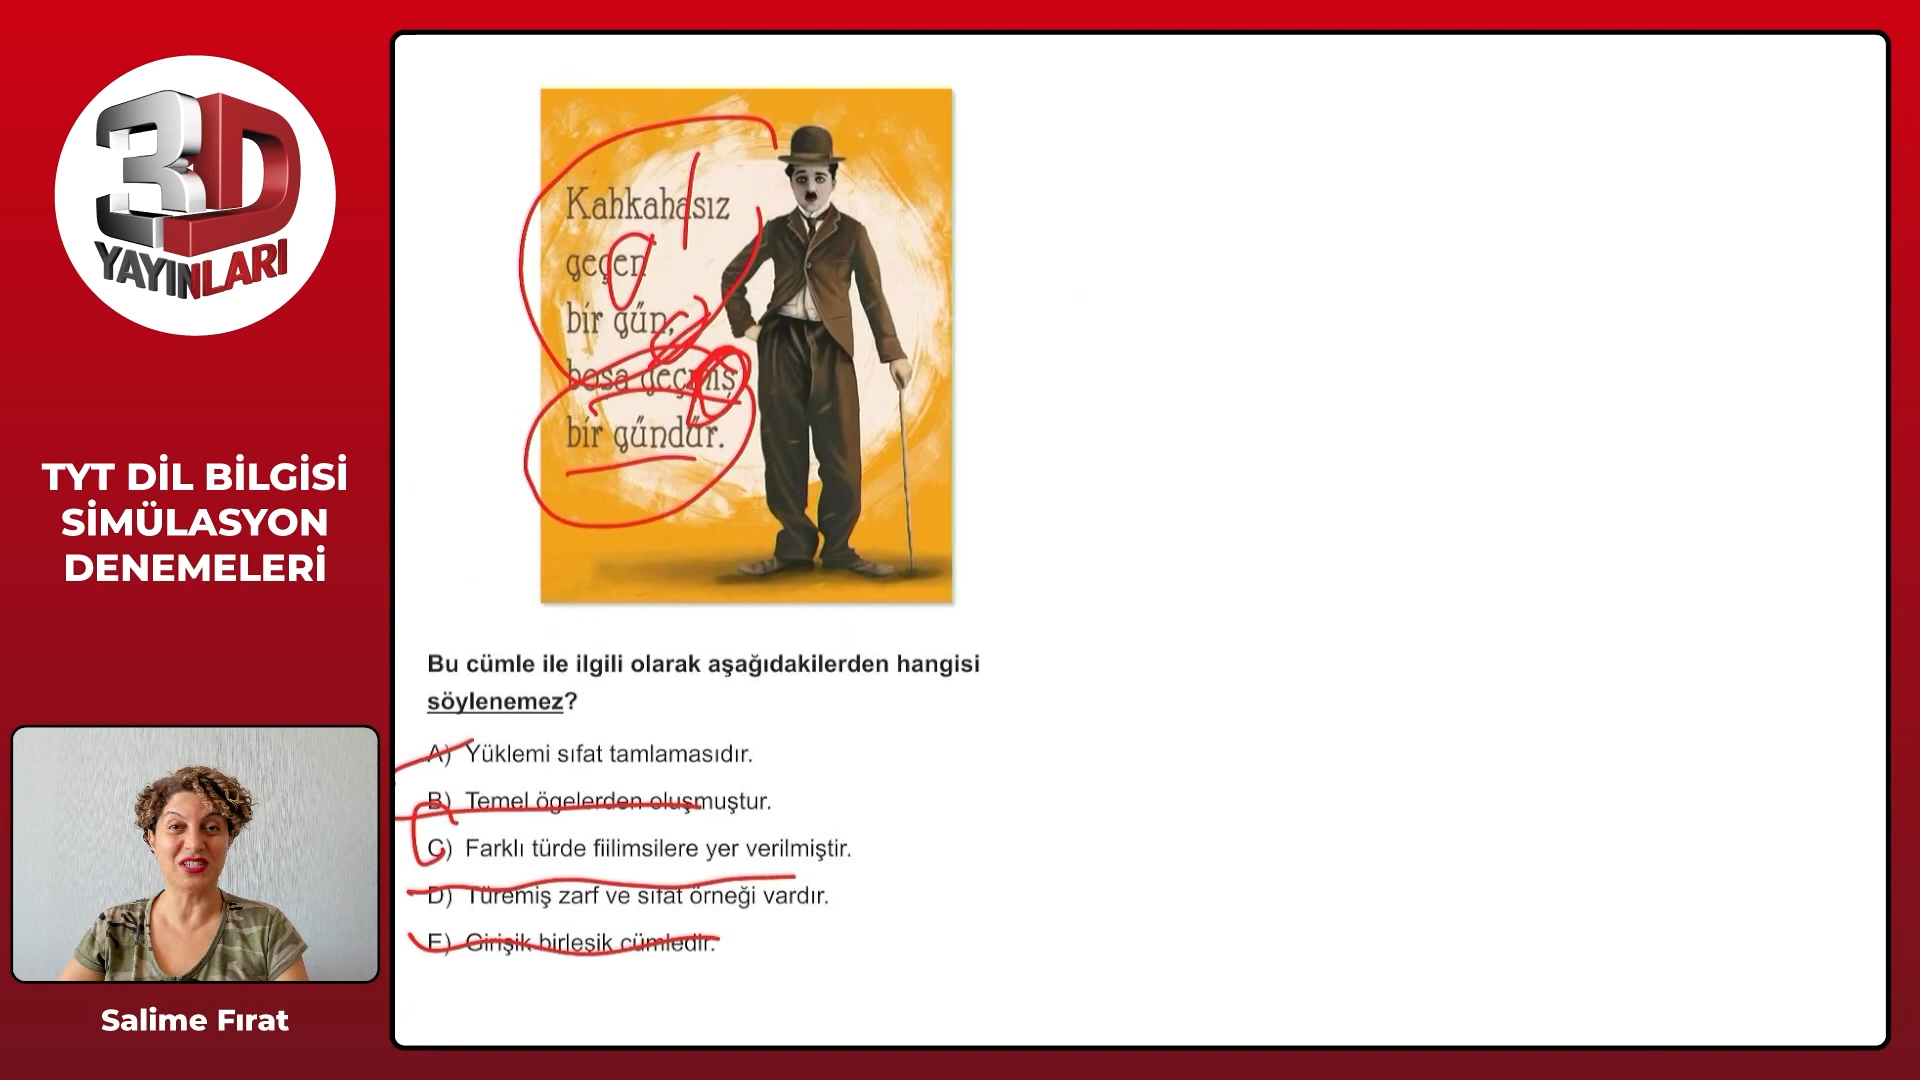 3D
YAYINLARI
TYT DİL BİLGİSİ
SİMÜLASYON
DENEMELERİ
Salime Fırat
Kahkahasız
geçen
bir gün,
boşa geçmiş
bir gündür.
Bu cümle ile ilgili olarak aşağıdakilerden hangisi
söylenemez?
A) Yüklemi sıfat tamlamasıdır.
B) Temel ögelerden oluşmuştur.
C) Farklı türde fiilimsilere yer verilmiştir.
D) Türemiş zarf ve sıfat örneği vardır.
E) Girişik birleşik cümledir.